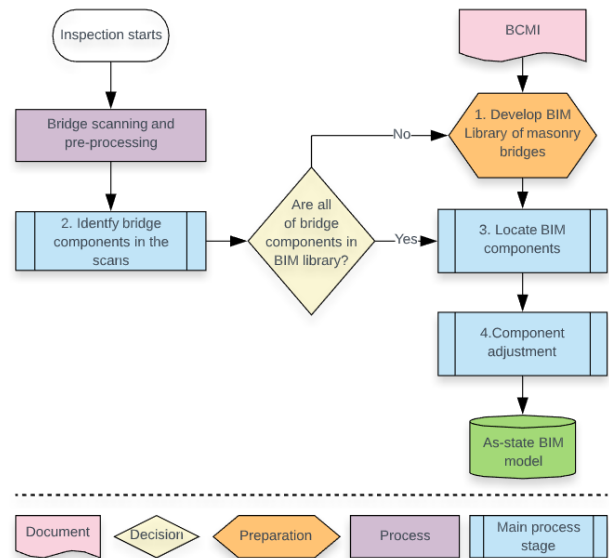 Inspection starts
BCMI
Bridge scanning and
pre-processing
1. Develop BIM
Library of masonry
bridges
No
2. Identfy bridge
components in the
scans
Are all
of bridge
components in
BIM library?
Yes
3. Locate BIM
components
4.Component
adjustment
As-state BIM
model
Document
Decision
Preparation
Process
Main process
stage